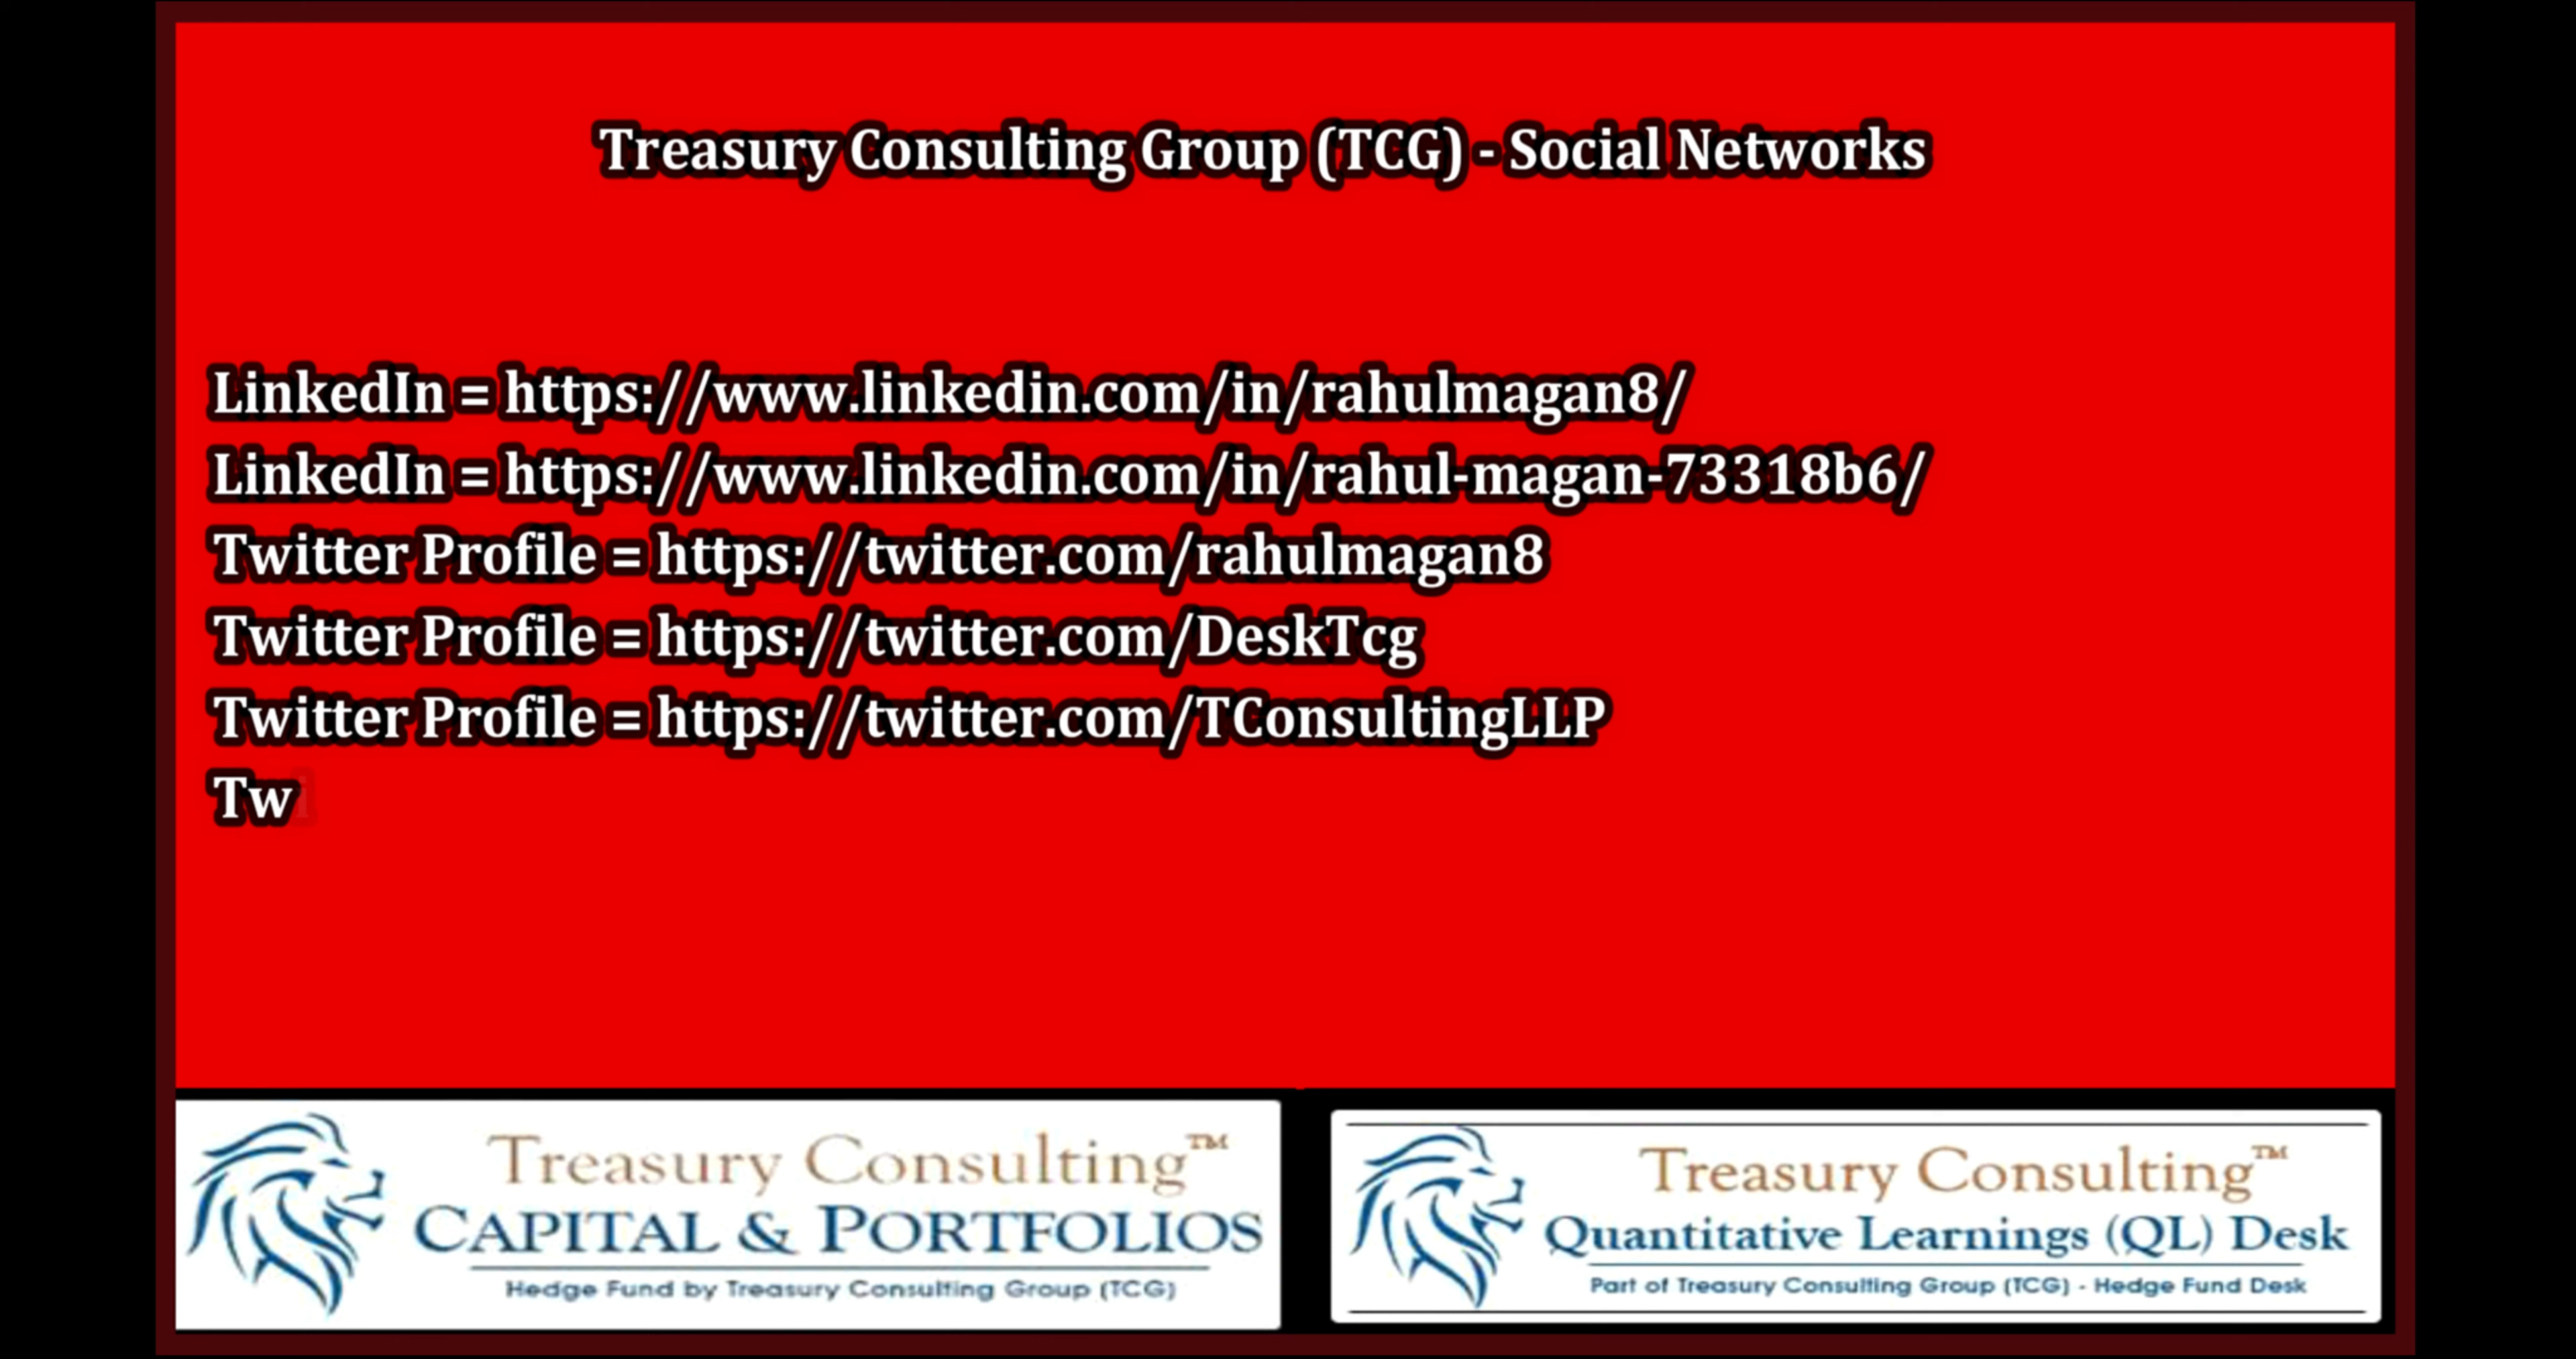 Treasury Consulting Group (TCG) - Social Networks
LinkedIn = https://www.linkedin.com/in/rahulmagan8/
LinkedIn = https://www.linkedin.com/in/rahul-magan-73318b6/
Twitter Profile = https://twitter.com/rahulmagan8
Twitter Profile = https://twitter.com/DeskTcg
Twitter Profile = https://twitter.com/TConsultingLLP
Twi
Treasury Consulting™
CAPITAL & PORTFOLIOS
Hedge Fund by Treasury Consulting Group (TCG)
Treasury Consulting™
Quantitative Learnings (QL) Desk
Part of Treasury Consulting Group (TCG) - Hedge Fund Desk